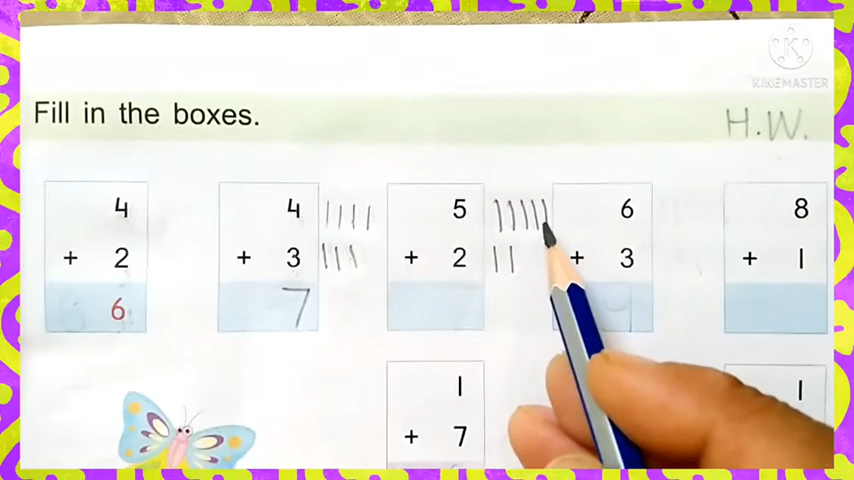 KINEMASTER
Fill in the boxes.
H.W.
4 4 5 6 8
+ 2 + 3 + 2 + 3 + 1
6 7
1 1
+ 7